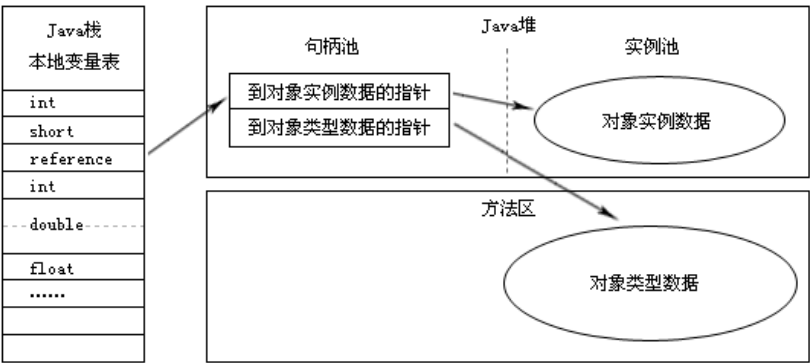 Java栈
本地变量表
int
short
reference
int
double
float
……
Java堆
句柄池
实例池
到对象实例数据的指针
到对象类型数据的指针
对象实例数据
方法区
对象类型数据